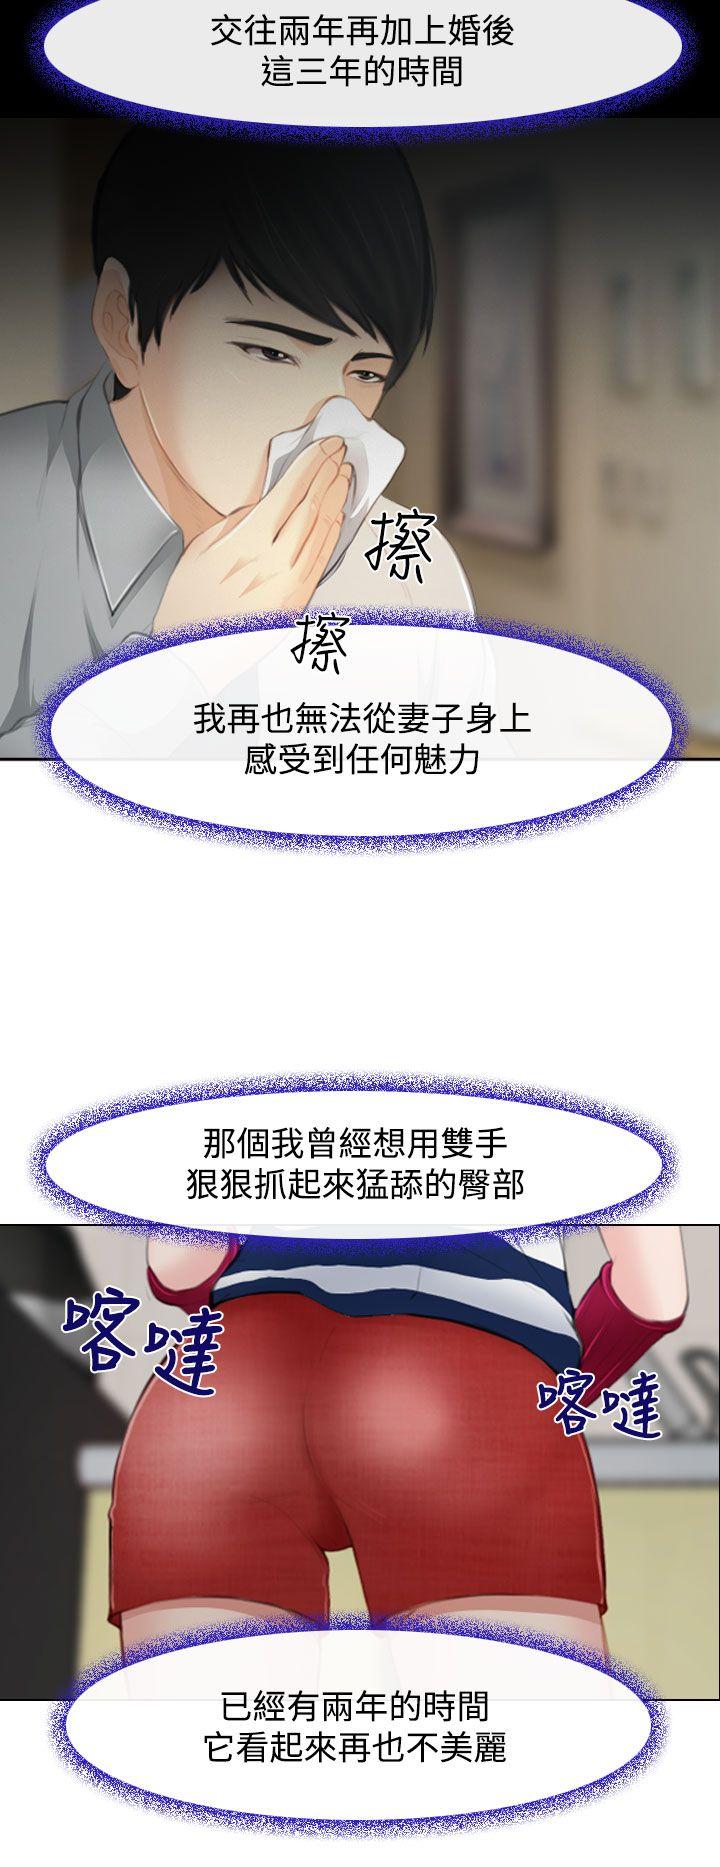 交往兩年再加上婚後
這三年的時間
擦
擦
我再也無法從妻子身上
感受到任何魅力
那個我曾經想用雙手
狠狠抓起來猛舔的臀部
喀噠
喀噠
已經有兩年的時間
它看起來再也不美麗